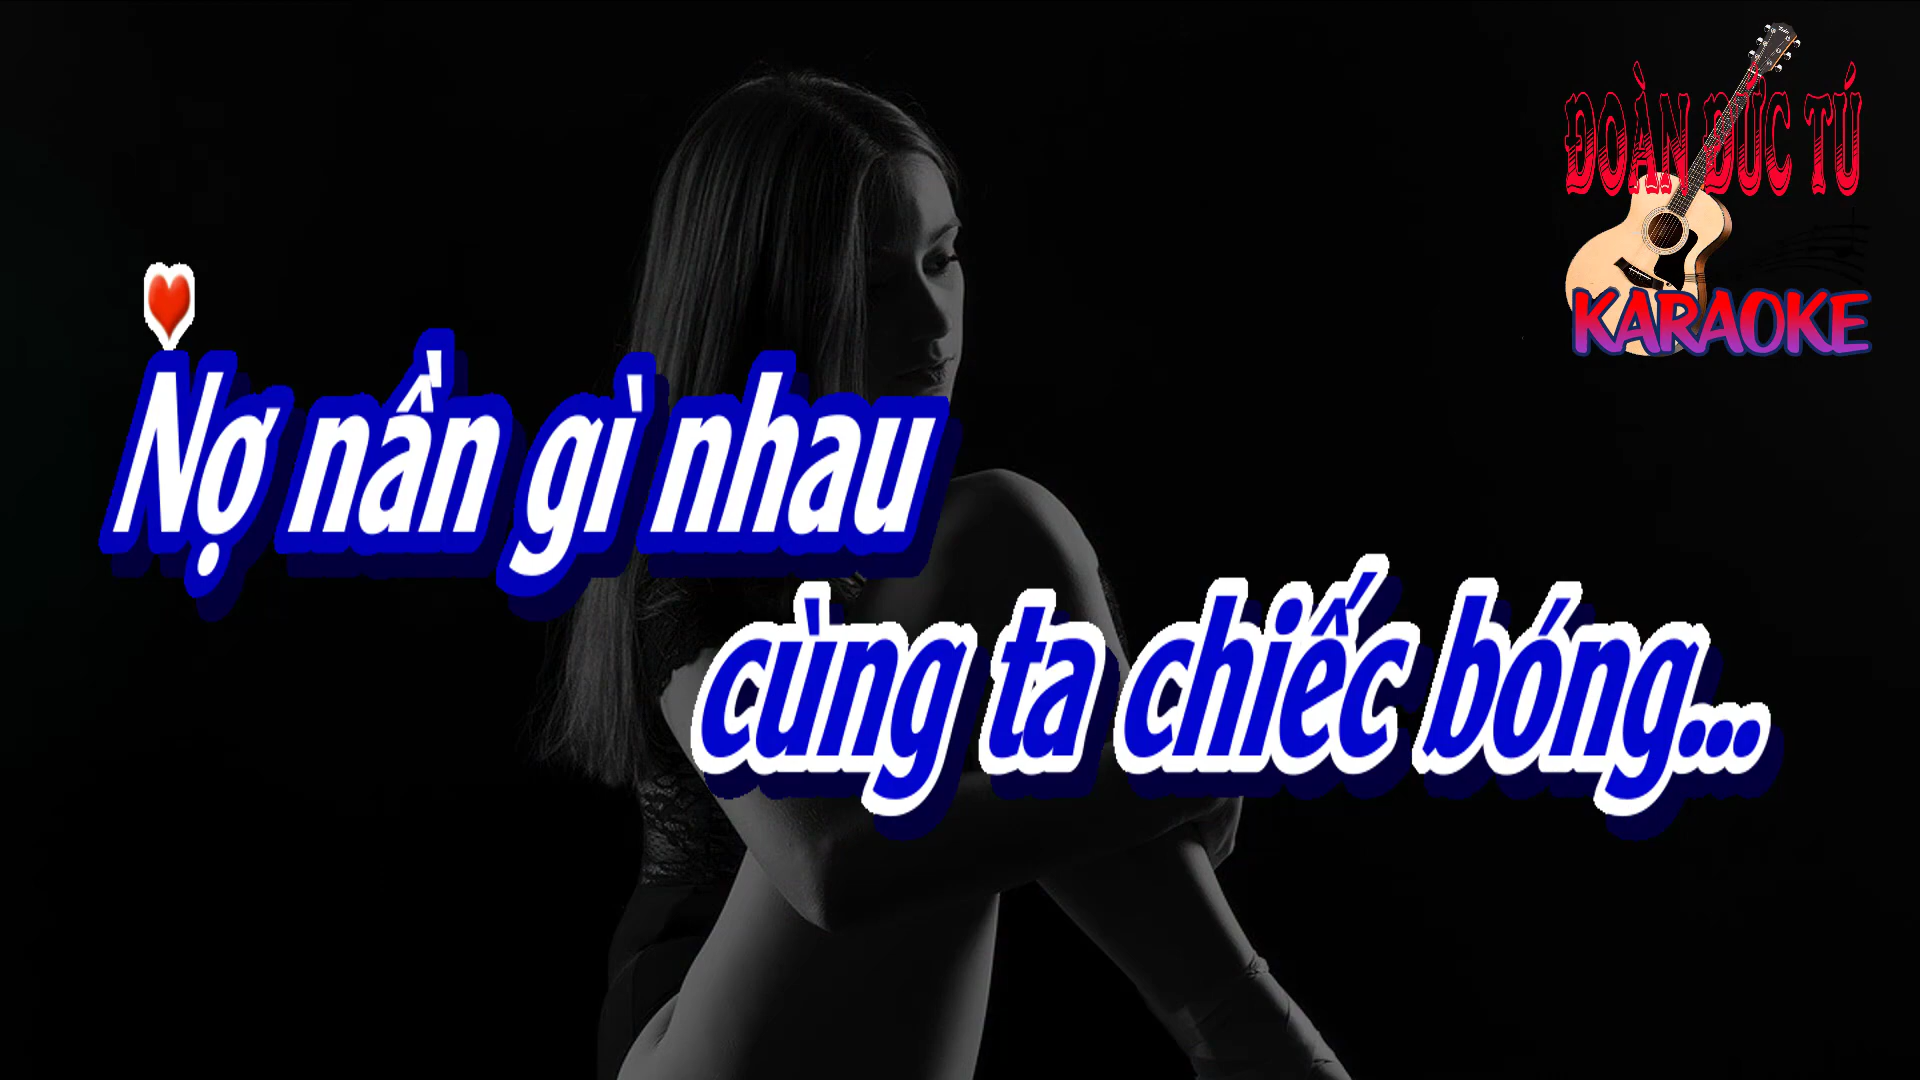 ĐOÀN ĐỨC TÚ
KARAOKE
Nợ nần gì nhau
cùng ta chiếc bóng...